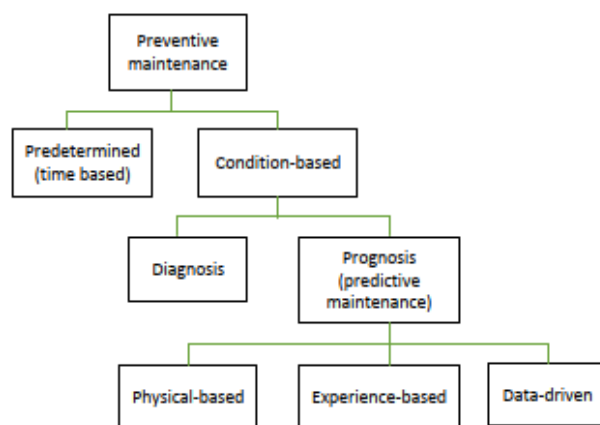 Preventive
maintenance
Predetermined
(time based)
Condition-based
Diagnosis
Prognosis
(predictive
maintenance)
Physical-based
Experience-based
Data-driven